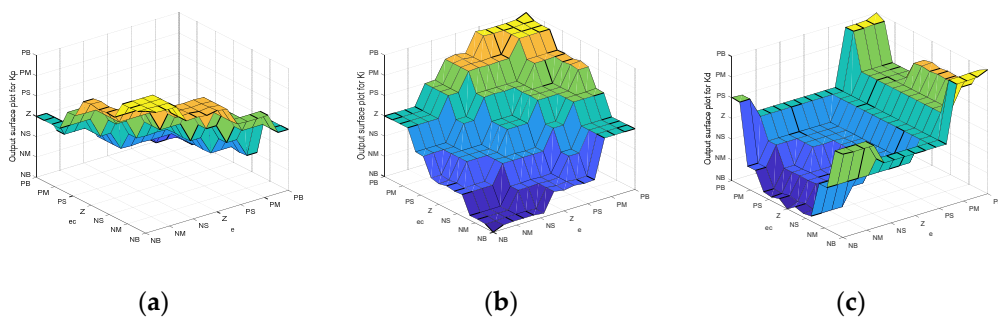 PB
PM
PS
Z
NS
NM
NB
Output surface plot for Kp
PB
PM
PS
Z
NS
NM
NB
ec
NB
NM
NS
Z
PS
PM
PB
e
(a)
PB
PM
PS
Z
NS
NM
NB
Output surface plot for Ki
PB
PM
PS
Z
NS
NM
NB
ec
NB
NM
NS
Z
PS
PM
PB
e
(b)
PB
PM
PS
Z
NS
NM
NB
Output surface plot for Kd
PB
PM
PS
Z
NS
NM
NB
ec
NB
NM
NS
Z
PS
PM
e
(c)